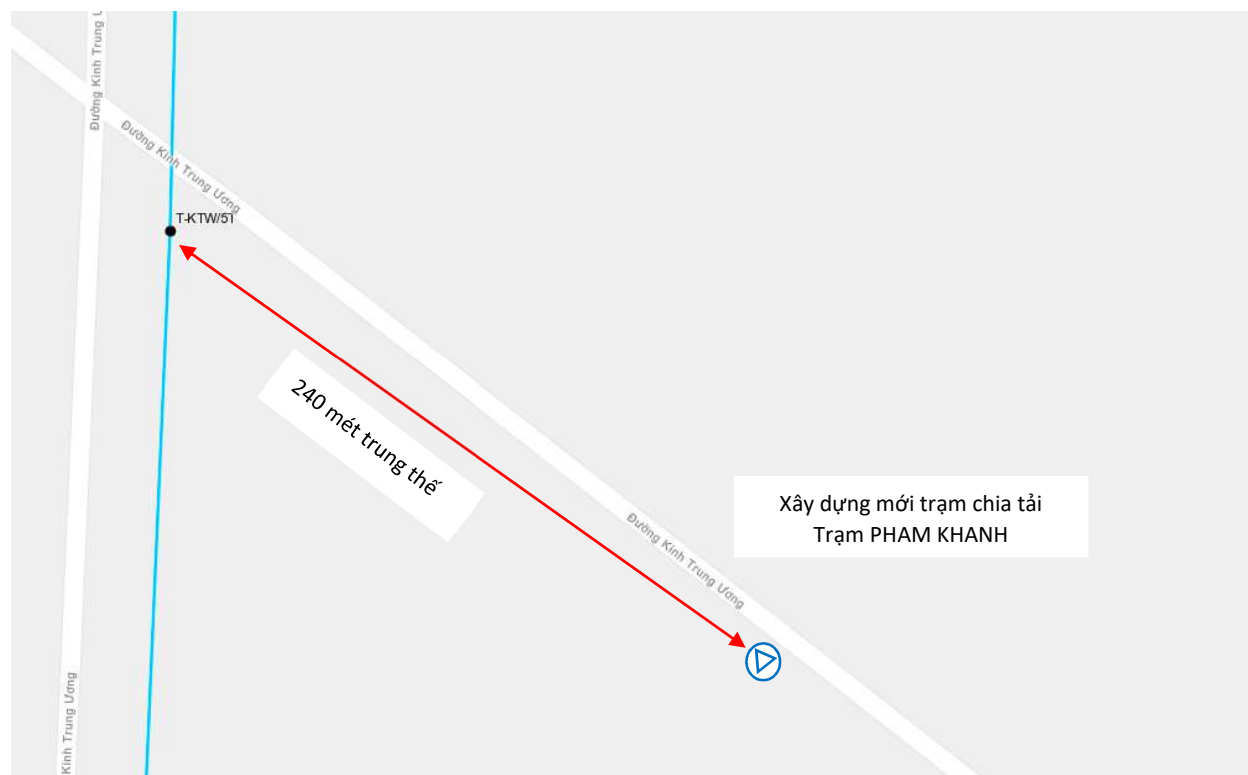 Đường Kinh Trung Ư
Đường Kinh Trung Ương
T-KTW/51
240 mét trung thế
Xây dựng mới trạm chia tải
Trạm PHAM KHANH
Đường Kinh Trung Ương
Kinh Trung Ương